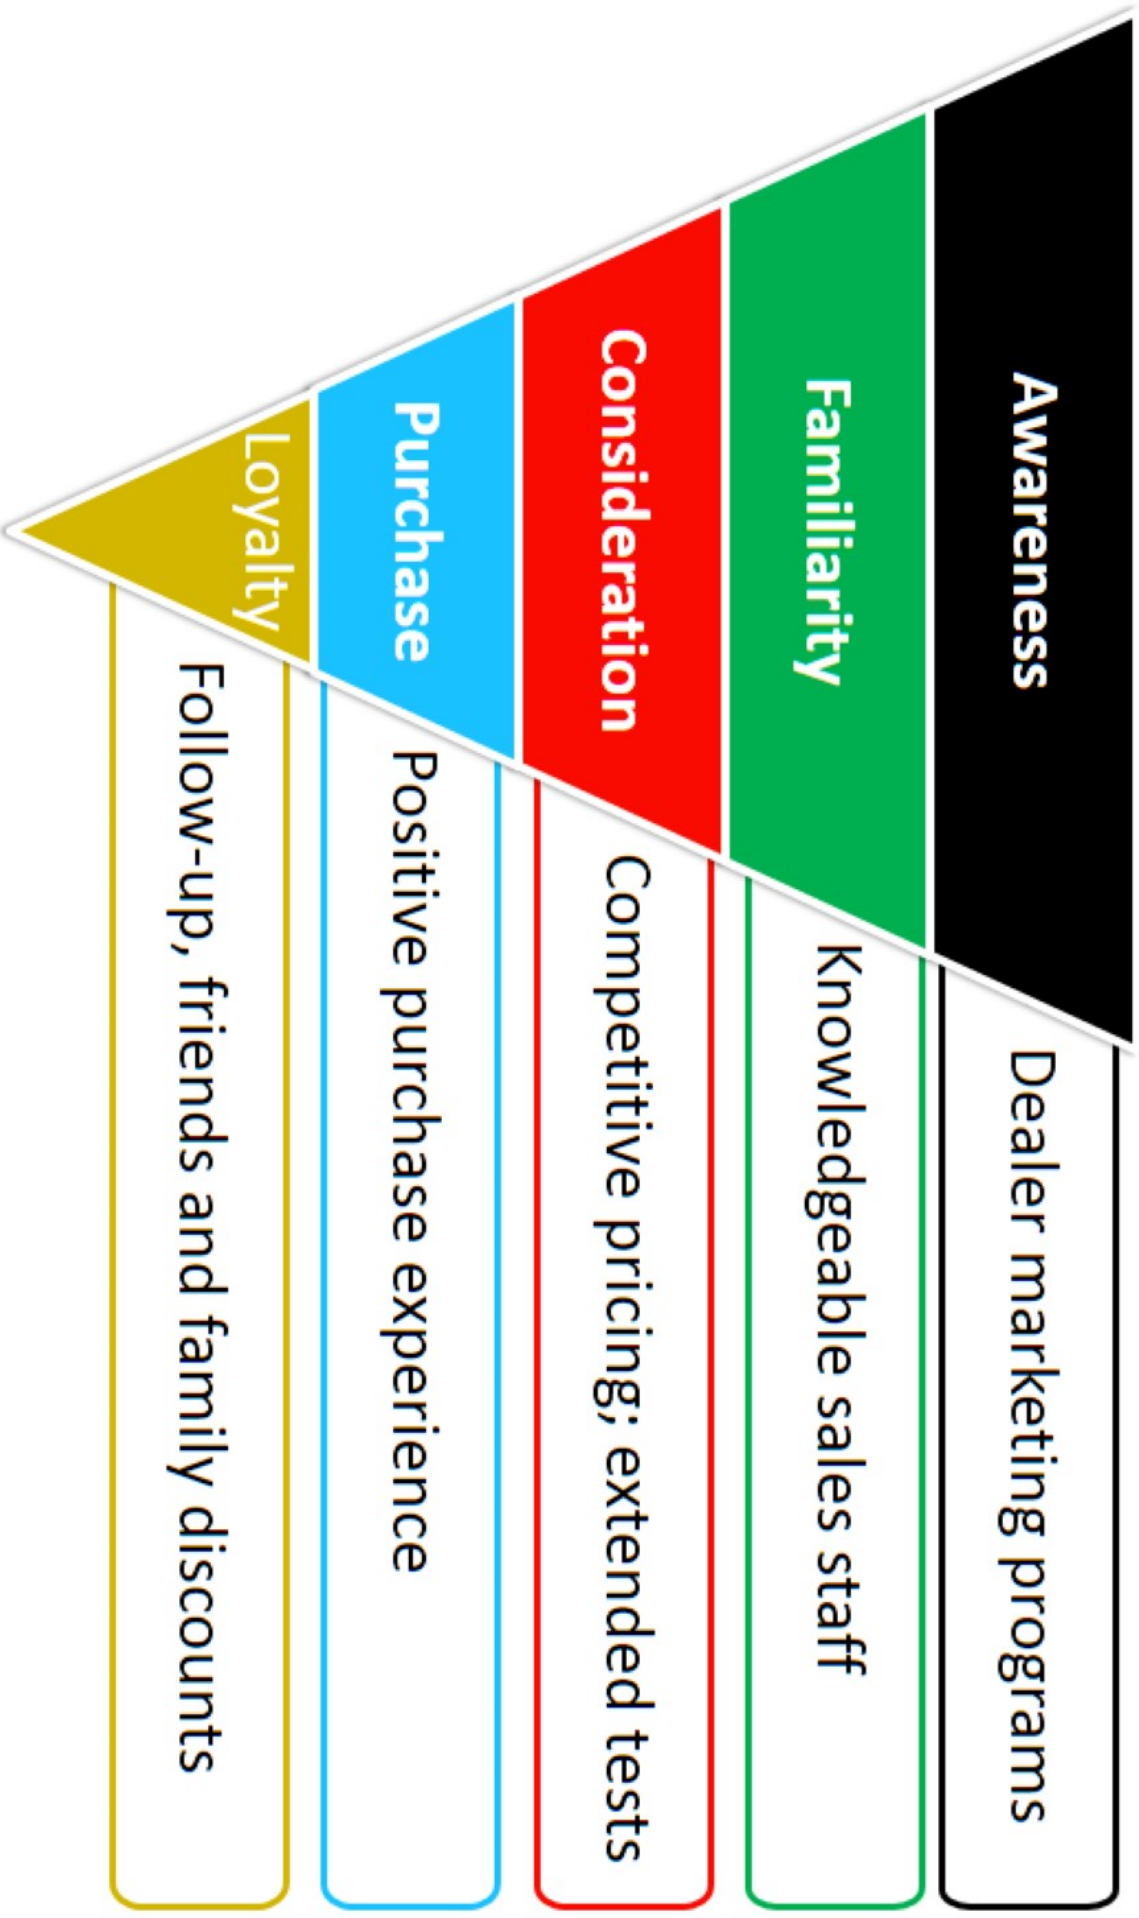 Awareness
Dealer marketing programs
Familiarity
Knowledgeable sales staff
Consideration
Competitive pricing; extended tests
Purchase
Positive purchase experience
Loyalty
Follow-up, friends and family discounts